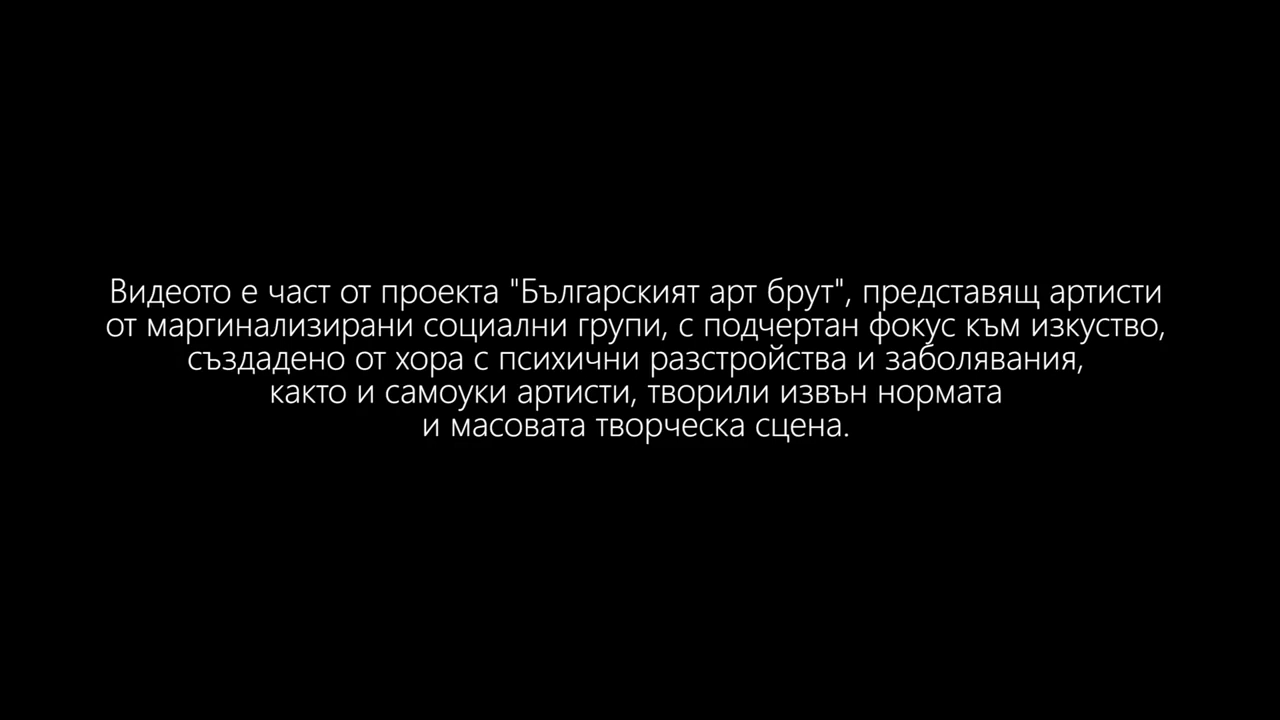 Видеото е част от проекта "Българският арт брут", представящ артисти
от маргинализирани социални групи, с подчертан фокус към изкуство,
създадено от хора с психични разстройства и заболявания,
както и самоуки артисти, творили извън нормата
и масовата творческа сцена.